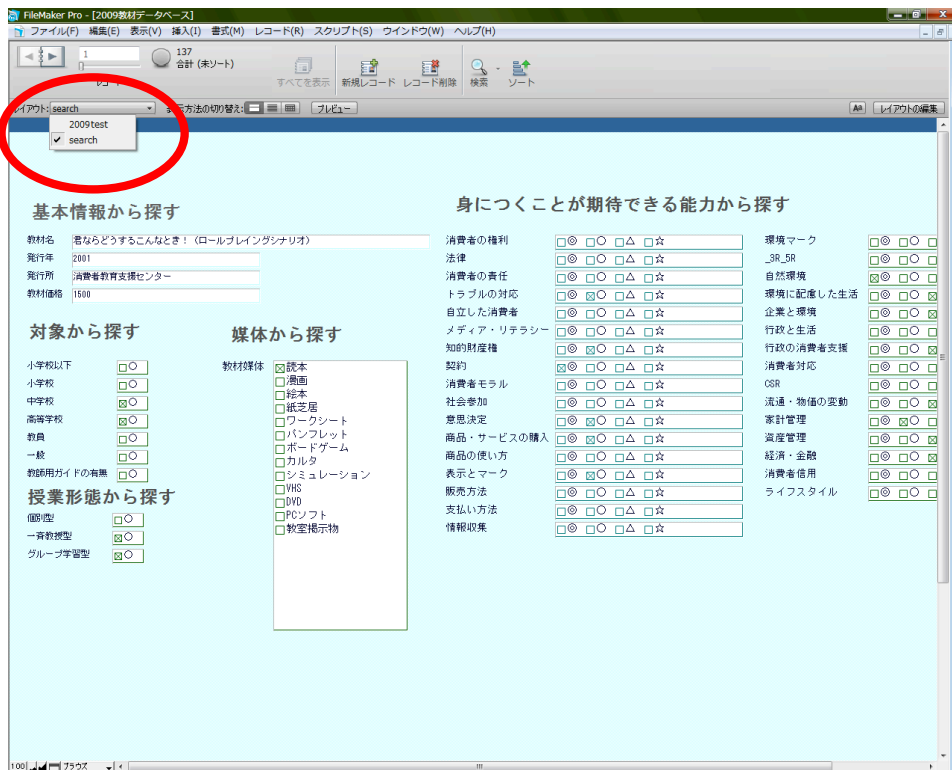 FileMaker Pro - [2009教材データベース]
ファイル(F) 編集(E) 表示(V) 挿入(I) 書式(M) レコード(R) スクリプト(S) ウインドウ(W) ヘルプ(H)
1
137
合計 (未ソート)
すべてを表示 新規レコード レコード削除 検索 ソート
レイアウト: search 表示方法の切り替え: プレビュー Aa レイアウトの編集
2009test
search
基本情報から探す
教材名 君ならどうするこんなとき!(ロールプレイングシナリオ)
発行年 2001
発行所 消費者教育支援センター
教材価格 1500
対象から探す
小学校以下 ○
小学校 ○
中学校 ○
高等学校 ○
教員 ○
一般 ○
教師用ガイドの有無 ○
授業形態から探す
個別型 ○
一斉教授型 ○
グループ学習型 ○
媒体から探す
教材媒体 読本
漫画
絵本
紙芝居
ワークシート
パンフレット
ボードゲーム
カルタ
シミュレーション
VHS
DVD
PCソフト
教室掲示物
身につくことが期待できる能力から探す
消費者の権利 ◎ ○ △ ☆
法律 ◎ ○ △ ☆
消費者の責任 ◎ ○ △ ☆
トラブルの対応 ◎ ○ △ ☆
自立した消費者 ◎ ○ △ ☆
メディア・リテラシー ◎ ○ △ ☆
知的財産権 ◎ ○ △ ☆
契約 ◎ ○ △ ☆
消費者モラル ◎ ○ △ ☆
社会参加 ◎ ○ △ ☆
意思決定 ◎ ○ △ ☆
商品・サービスの購入 ◎ ○ △ ☆
商品の使い方 ◎ ○ △ ☆
表示とマーク ◎ ○ △ ☆
販売方法 ◎ ○ △ ☆
支払い方法 ◎ ○ △ ☆
情報収集 ◎ ○ △ ☆
環境マーク ◎ ○
_3R_5R ◎ ○
自然環境 ◎ ○
環境に配慮した生活 ◎ ○
企業と環境 ◎ ○
行政と生活 ◎ ○
行政の消費者支援 ◎ ○
消費者対応 ◎ ○
CSR ◎ ○
流通・物価の変動 ◎ ○
家計管理 ◎ ○
資産管理 ◎ ○
経済・金融 ◎ ○
消費者信用 ◎ ○
ライフスタイル ◎ ○
100 ブラウズ